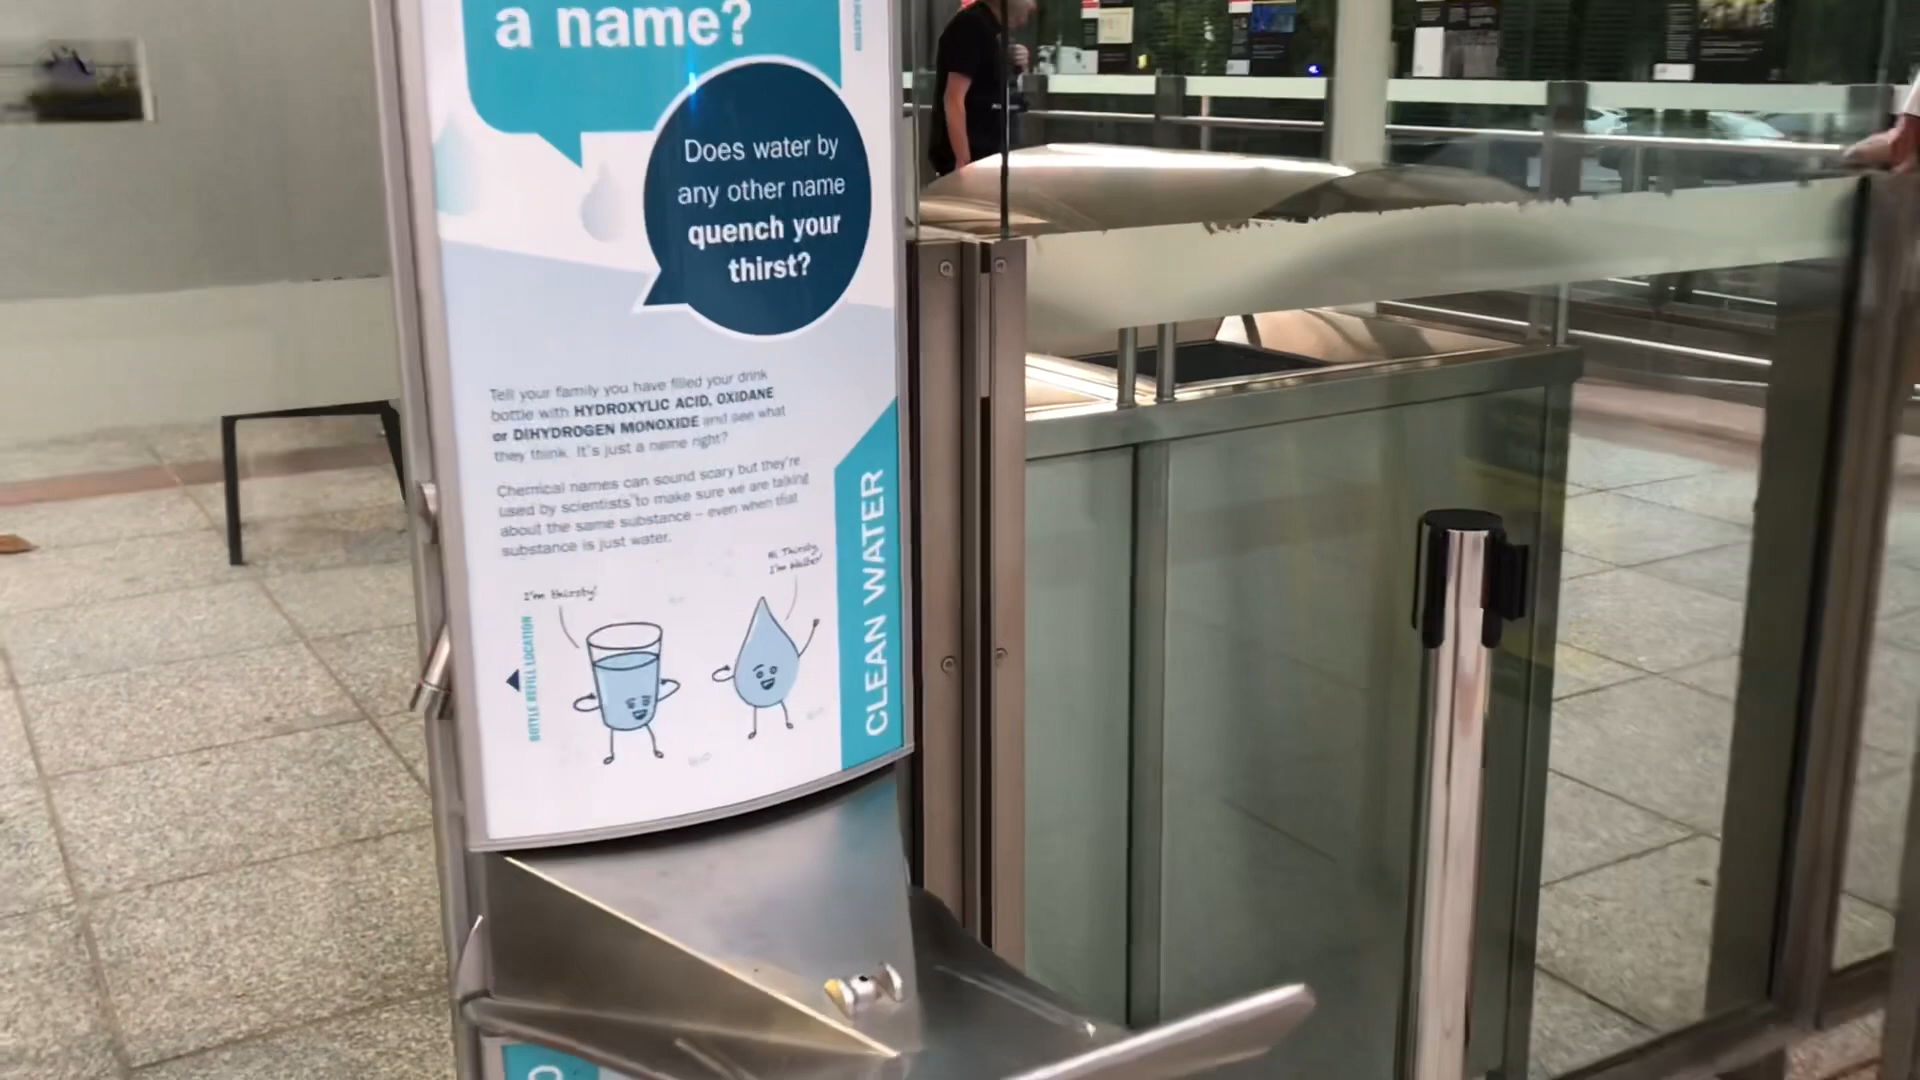 a name?
Does water by
any other name
quench your
thirst?
Tell your family you have filled your drink
bottle with HYDROXYLIC ACID, OXIDANE
or DIHYDROGEN MONOXIDE and see what
they think. It's just a name right?
Chemical names can sound scary but they're
used by scientists to make sure we are talking
about the same substance – even when that
substance is just water.
I'm thirsty!
Hi Thirsty,
I'm Water!
BOTTLE REFILL LOCATION
CLEAN WATER